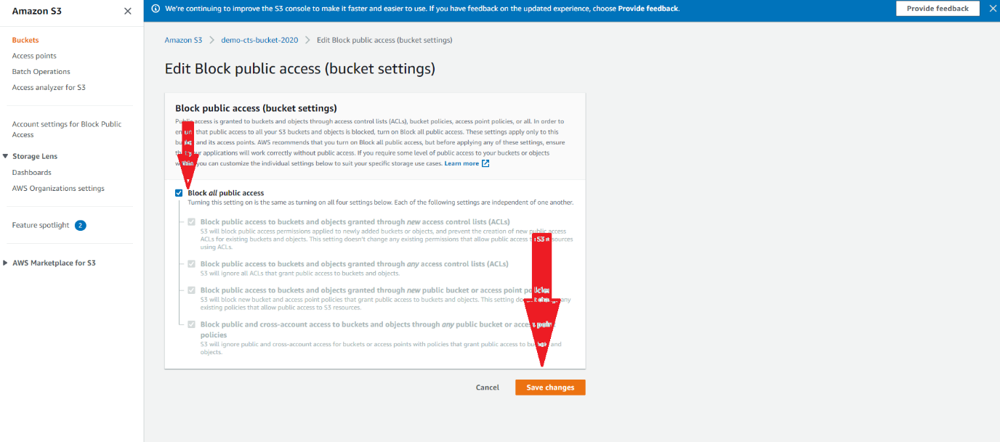 Amazon S3
Buckets
Access points
Batch Operations
Access analyzer for S3
Account settings for Block Public
Access
Storage Lens
Dashboards
AWS Organizations settings
Feature spotlight 2
AWS Marketplace for S3
We're continuing to improve the S3 console to make it faster and easier to use. If you have feedback on the updated experience, choose Provide feedback.
Provide feedback
Amazon S3 > demo-cts-bucket-2020 > Edit Block public access (bucket settings)
Edit Block public access (bucket settings)
Block public access (bucket settings)
Public access is granted to buckets and objects through access control lists (ACLs), bucket policies, access point policies, or all. In order to
that public access to all your S3 buckets and objects is blocked, turn on Block all public access. These settings apply only to this
and its access points. AWS recommends that you turn on Block all public access, but before applying any of these settings, ensure
applications will work correctly without public access. If you require some level of public access to your buckets or objects
you can customize the individual settings below to suit your specific storage use cases. Learn more
Block all public access
Turning this setting on is the same as turning on all four settings below. Each of the following settings are independent of one another.
Block public access to buckets and objects granted through new access control lists (ACLs)
S3 will block public access permissions applied to newly added buckets or objects, and prevent the creation of new public access
ACLs for existing buckets and objects. This setting doesn't change any existing permissions that allow public access to S3 resources
using ACLs.
Block public access to buckets and objects granted through any access control lists (ACLs)
S3 will ignore all ACLs that grant public access to buckets and objects.
Block public access to buckets and objects granted through new public bucket or access point policies
S3 will block new bucket and access point policies that grant public access to buckets and objects. This setting any
existing policies that allow public access to S3 resources.
Block public and cross-account access to buckets and objects through any public bucket or access point
policies
S3 will ignore public and cross-account access for buckets or access points with policies that grant public access to and
objects.
Cancel
Save changes